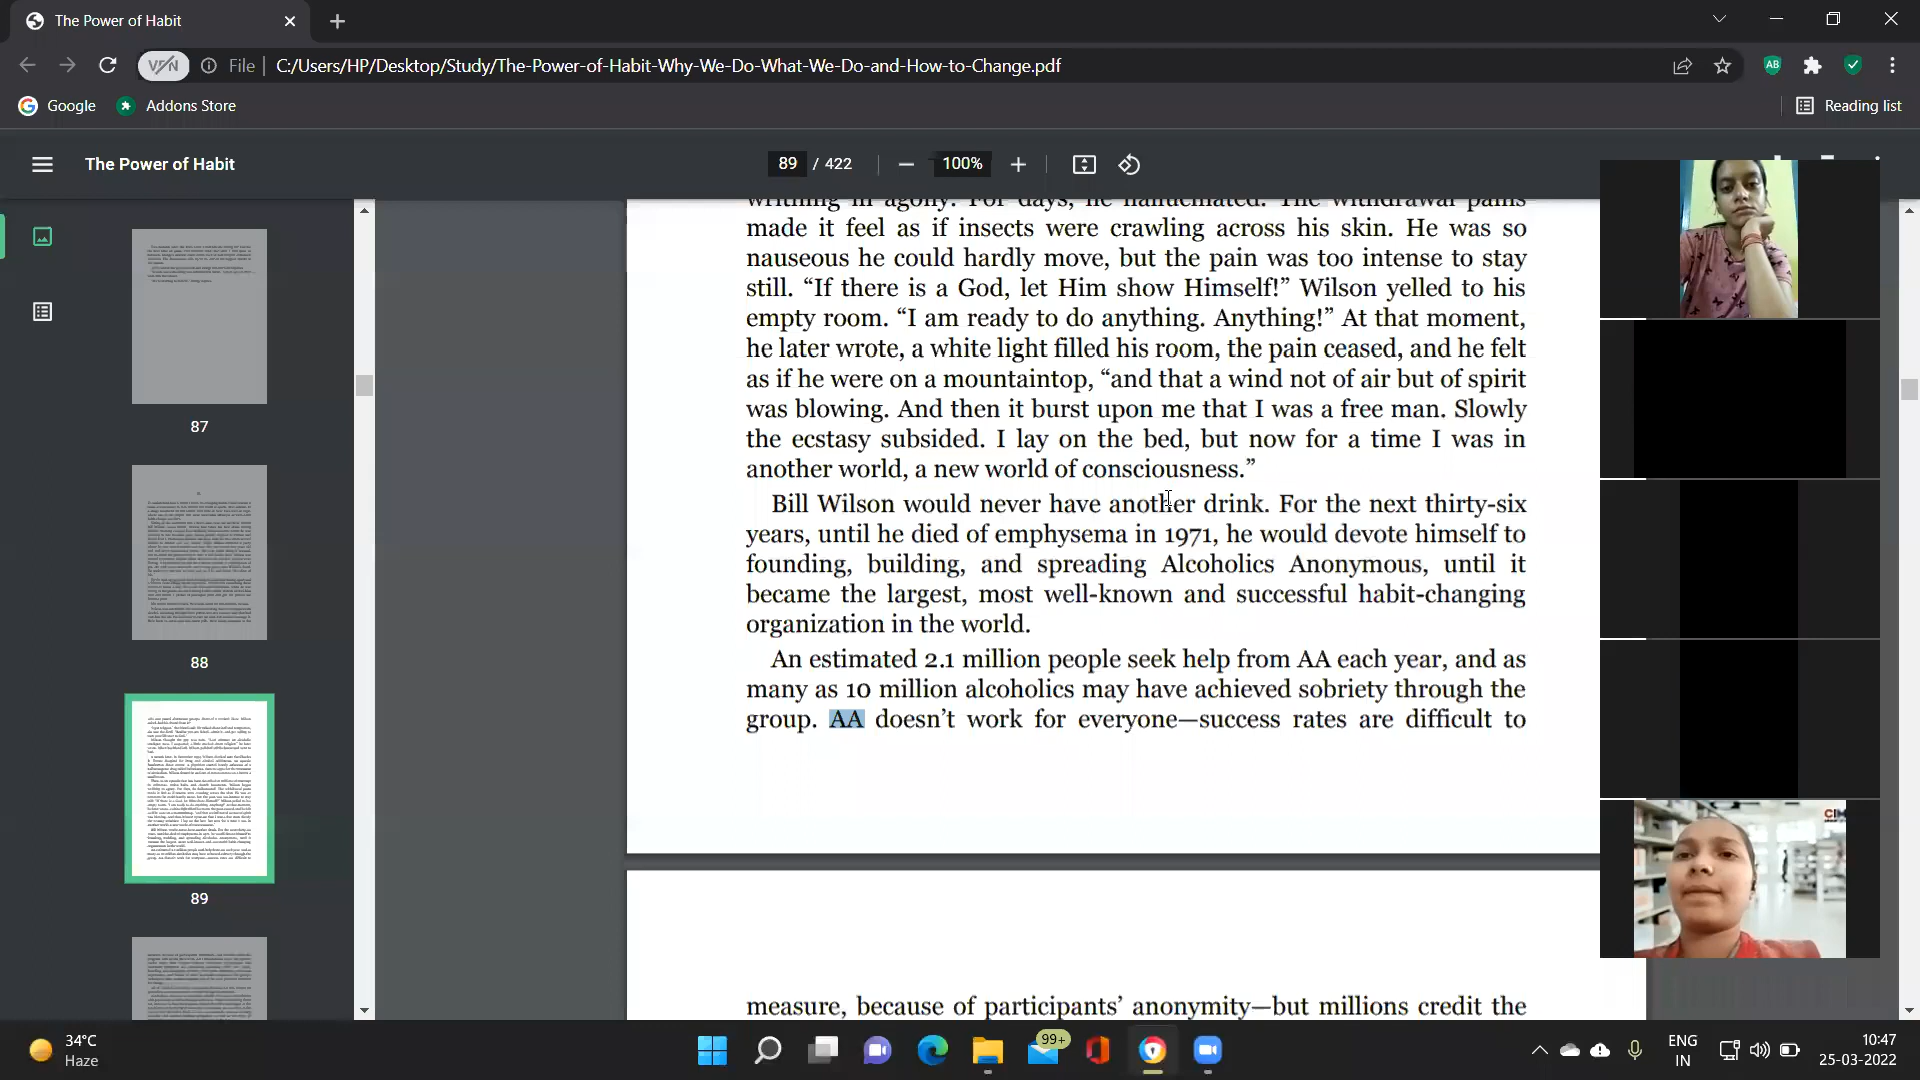 The Power of Habit
File
C:/Users/HP/Desktop/Study/The-Power-of-Habit-Why-We-Do-What-We-Do-and-How-to-Change.pdf
AB
Google
Addons Store
Reading list
The Power of Habit
89 / 422
100%
87
88
89
writhing in agony. For days, he hallucinated. The withdrawal pains
made it feel as if insects were crawling across his skin. He was so
nauseous he could hardly move, but the pain was too intense to stay
still. “If there is a God, let Him show Himself!” Wilson yelled to his
empty room. “I am ready to do anything. Anything!” At that moment,
he later wrote, a white light filled his room, the pain ceased, and he felt
as if he were on a mountaintop, “and that a wind not of air but of spirit
was blowing. And then it burst upon me that I was a free man. Slowly
the ecstasy subsided. I lay on the bed, but now for a time I was in
another world, a new world of consciousness.”
Bill Wilson would never have another drink. For the next thirty-six
years, until he died of emphysema in 1971, he would devote himself to
founding, building, and spreading Alcoholics Anonymous, until it
became the largest, most well-known and successful habit-changing
organization in the world.
An estimated 2.1 million people seek help from AA each year, and as
many as 10 million alcoholics may have achieved sobriety through the
group. AA doesn’t work for everyone—success rates are difficult to
measure, because of participants’ anonymity—but millions credit the
34°C
Haze
99+
ENG
IN
10:47
25-03-2022